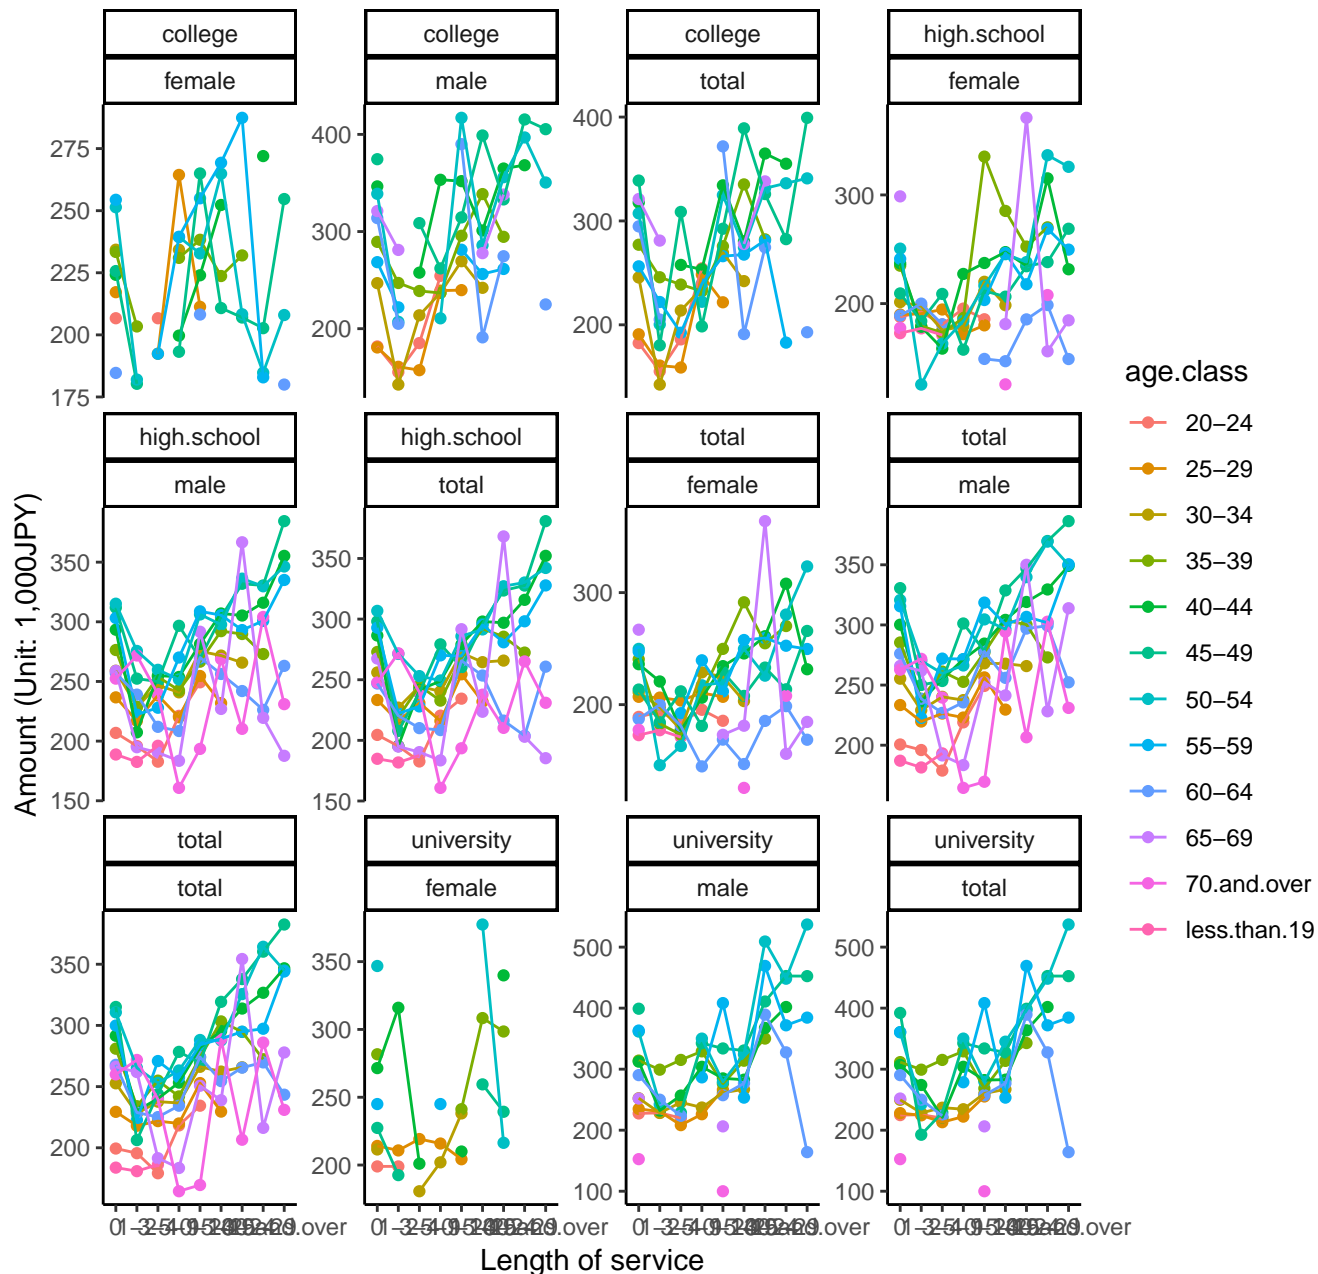 college
college
college
high.school
female
male
total
female
275
250
225
200
175
400
300
200
400
300
200
300
200
high.school
high.school
total
total
male
total
female
male
350
300
250
200
150
350
300
250
200
150
300
200
350
300
250
200
total
university
university
university
total
female
male
total
350
300
250
200
350
300
250
200
500
400
300
200
100
500
400
300
200
100
Amount (Unit: 1,000JPY)
Length of service
age.class
20−24
25−29
30−34
35−39
40−44
45−49
50−54
55−59
60−64
65−69
70.and.over
less.than.19